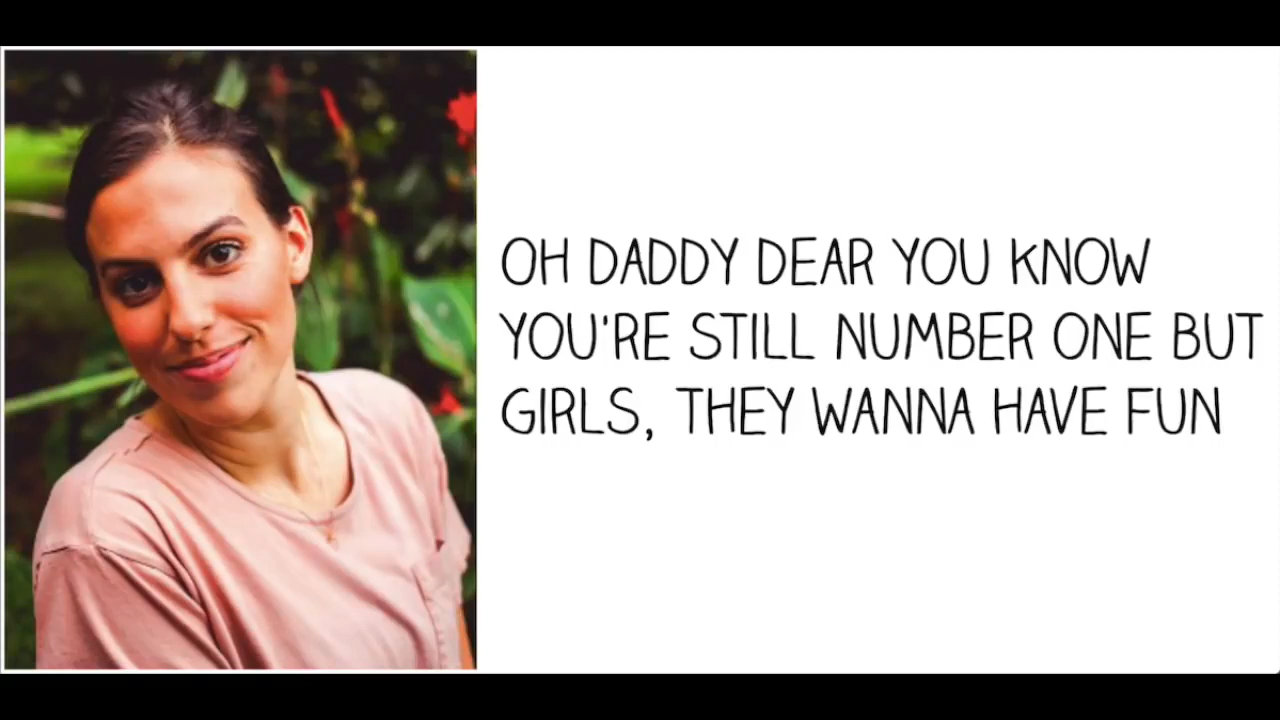 OH DADDY DEAR YOU KNOW
YOU'RE STILL NUMBER ONE BUT
GIRLS, THEY WANNA HAVE FUN